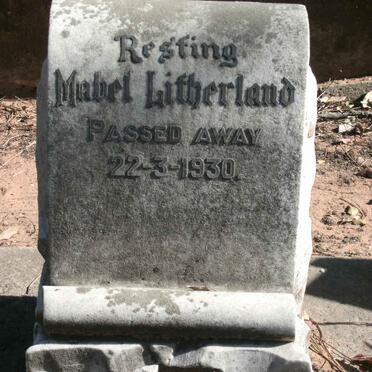 Resting
Mabel Litherland
PASSED AWAY
22-3-1930.